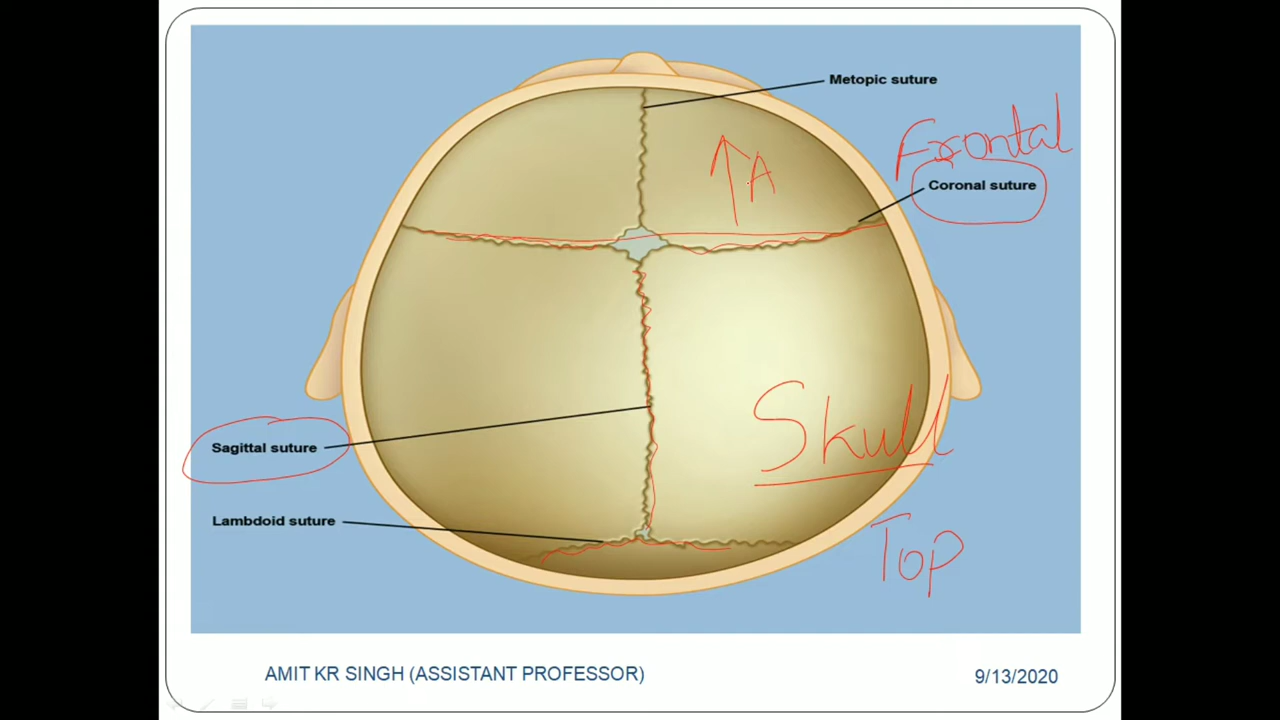 Metopic suture
Frontal
Coronal suture
A
Skull
Sagittal suture
Lambdoid suture
Top
AMIT KR SINGH (ASSISTANT PROFESSOR)
9/13/2020